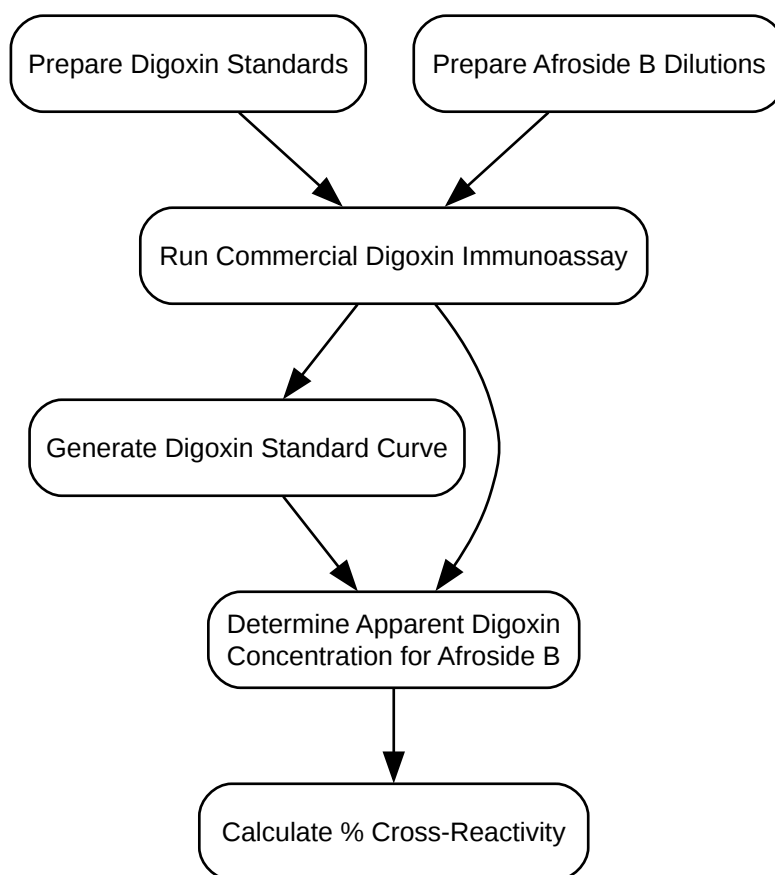 Prepare Digoxin Standards
Prepare Afroside B Dilutions
Run Commercial Digoxin Immunoassay
Generate Digoxin Standard Curve
Determine Apparent Digoxin
Concentration for Afroside B
Calculate % Cross-Reactivity